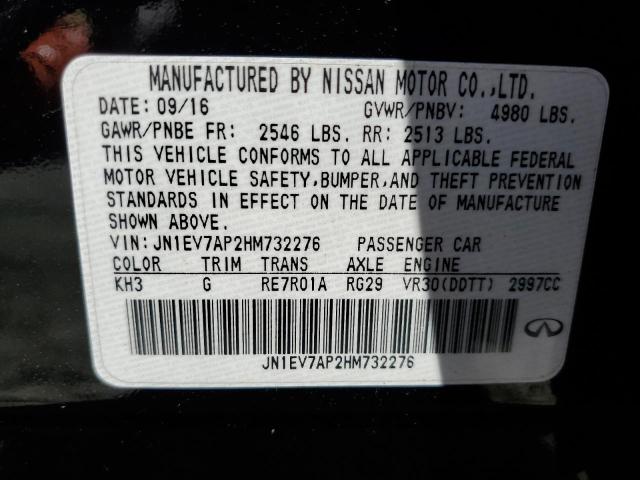 MANUFACTURED BY NISSAN MOTOR CO.,LTD.
DATE: 09/16 GVWR/PNBV: 4980 LBS.
GAWR/PNBE FR: 2546 LBS. RR: 2513 LBS.
THIS VEHICLE CONFORMS TO ALL APPLICABLE FEDERAL
MOTOR VEHICLE SAFETY,BUMPER,AND THEFT PREVENTION
STANDARDS IN EFFECT ON THE DATE OF MANUFACTURE
SHOWN ABOVE.
VIN: JN1EV7AP2HM732276 PASSENGER CAR
COLOR TRIM TRANS AXLE ENGINE
KH3 G RE7R01A RG29 VR30(DDTT) 2997CC
JN1EV7AP2HM732276